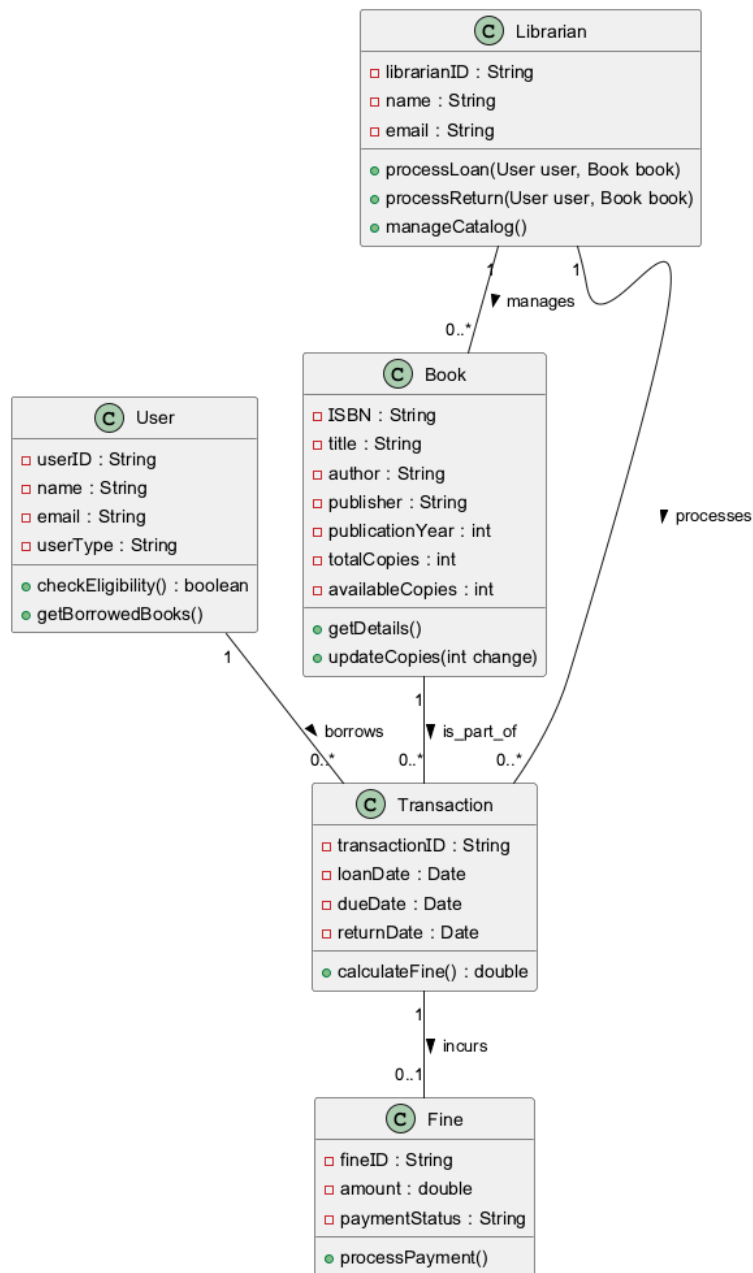 C Librarian
librarianID : String
name : String
email : String
processLoan(User user, Book book)
processReturn(User user, Book book)
manageCatalog()
1
1
manages
0..*
C Book
ISBN : String
title : String
author : String
publisher : String
publicationYear : int
totalCopies : int
availableCopies : int
getDetails()
updateCopies(int change)
C User
userID : String
name : String
email : String
userType : String
checkEligibility() : boolean
getBorrowedBooks()
processes
1
1
borrows
is_part_of
0..*
0..*
0..*
C Transaction
transactionID : String
loanDate : Date
dueDate : Date
returnDate : Date
calculateFine() : double
1
incurs
0..1
C Fine
fineID : String
amount : double
paymentStatus : String
processPayment()